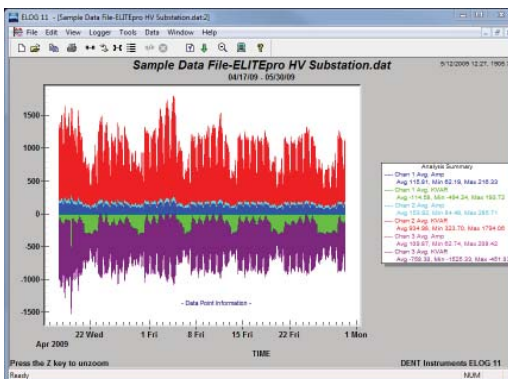 ELOG 11 - [Sample Data File-ELITEpro HV Substation.dat:2]
File Edit View Logger Tools Data Window Help
Sample Data File-ELITEpro HV Substation.dat
04/17/09 - 05/30/09
Analysis Summary
Chan 1 Avg. Amp
Chan 1 Avg. KVAR
Chan 2 Avg. Amp
Chan 2 Avg. KVAR
Chan 3 Avg. Amp
Chan 3 Avg. KVAR
1500
1000
500
0
-500
-1000
-1500
- Data Point Information -
22 Wed 1 Fri 8 Fri 15 Fri 22 Fri 1 Mon
Apr 2009
TIME
Press the Z key to unzoom DENT Instruments ELOG 11
Ready NUM